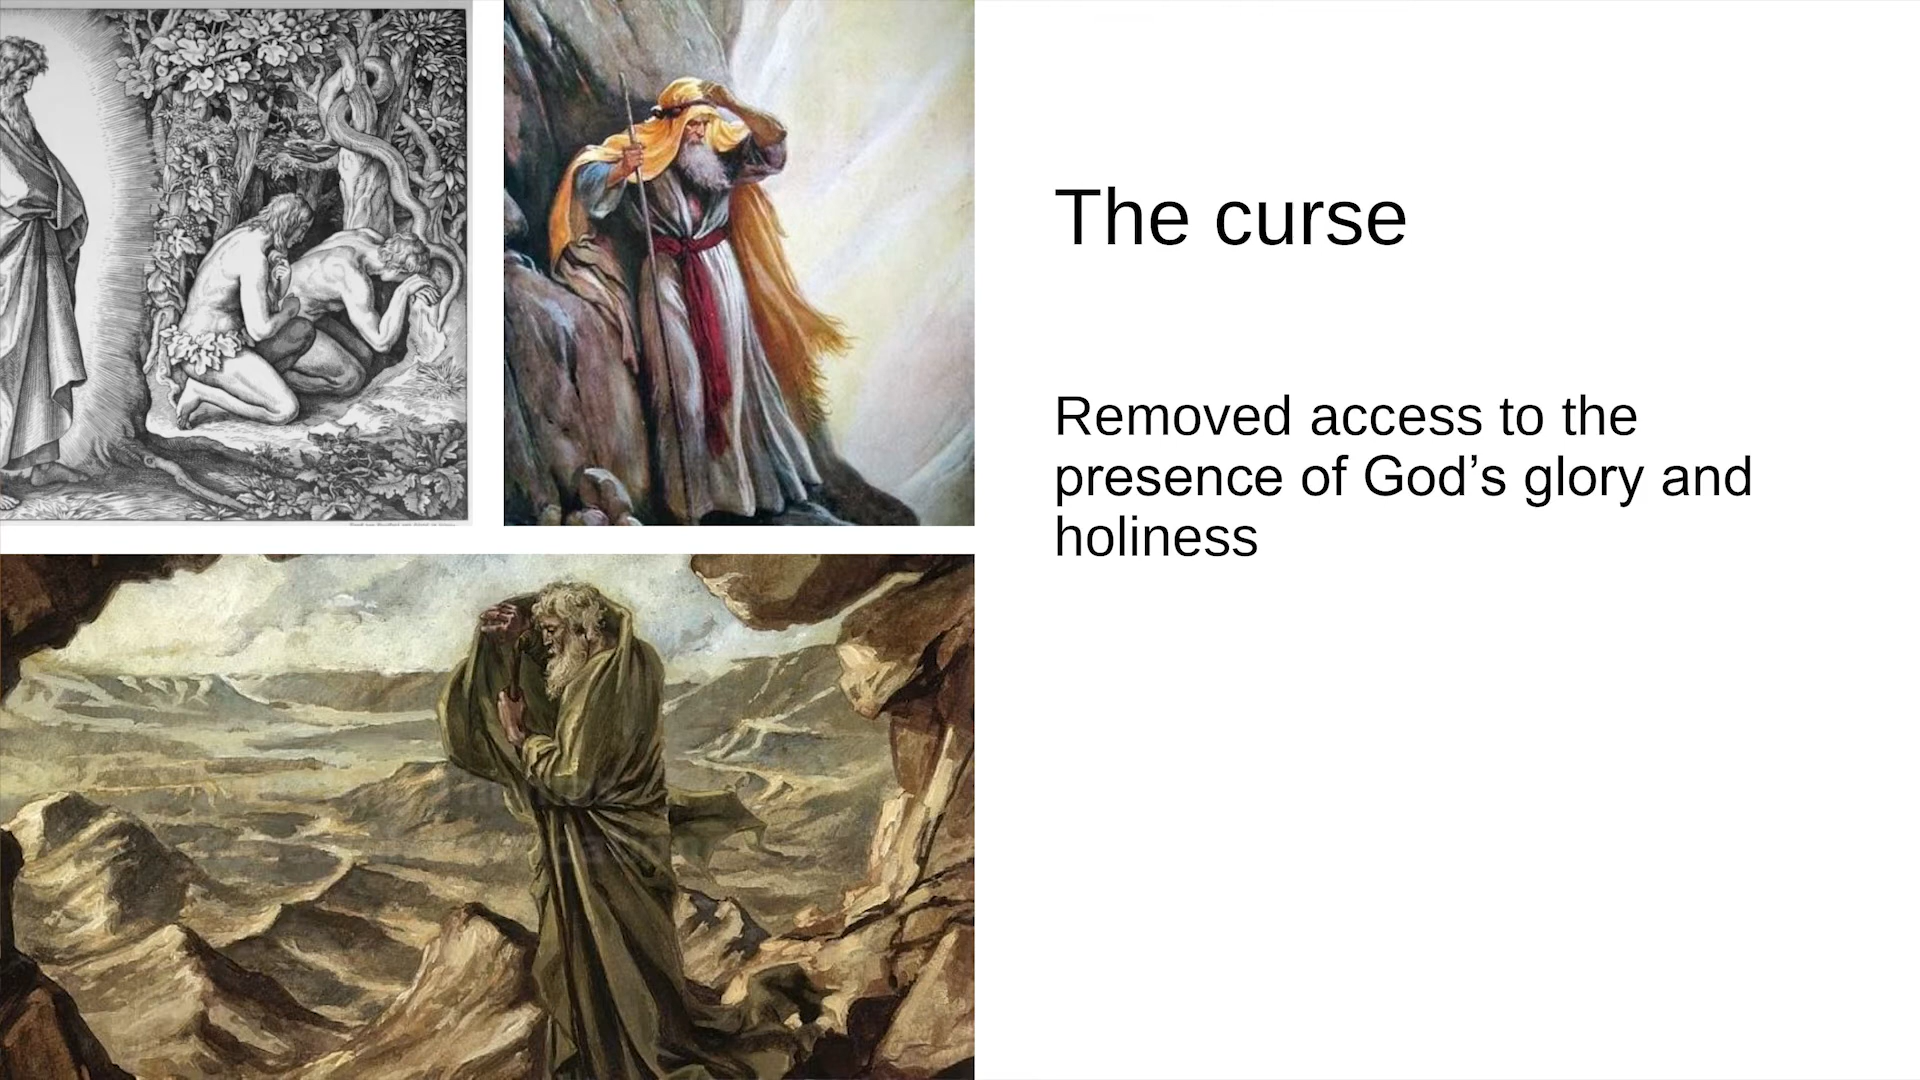 The curse
Removed access to the
presence of God’s glory and
holiness